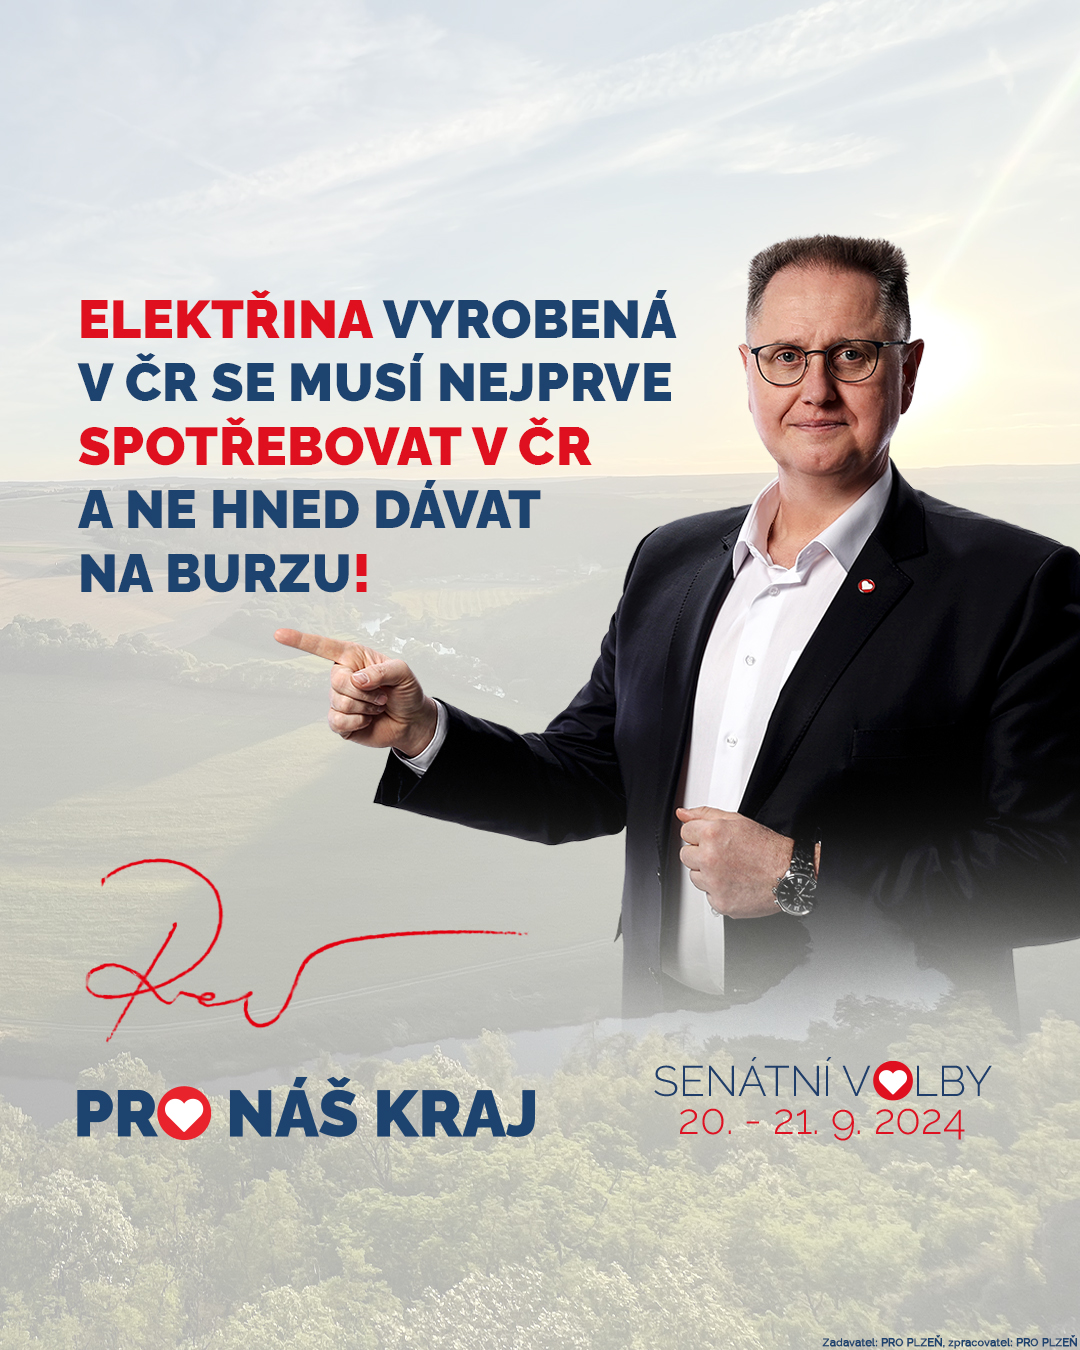 ELEKTŘINA VYROBENÁ
V ČR SE MUSÍ NEJPRVE
SPOTŘEBOVAT V ČR
A NE HNED DÁVAT
NA BURZU!
PRO NÁŠ KRAJ
SENÁTNÍ VOLBY
20. - 21. 9. 2024
Zadavatel: PRO PLZEŇ, zpracovatel: PRO PLZEŇ